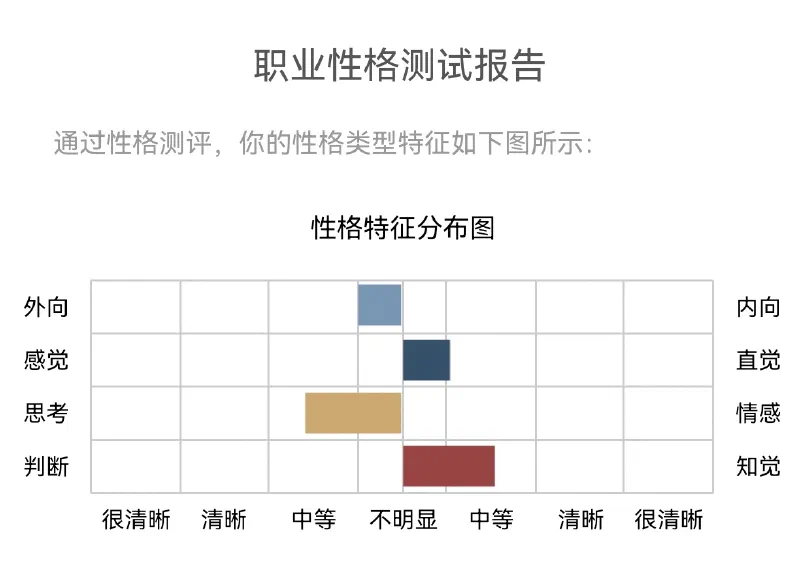 职业性格测试报告
通过性格测评，你的性格类型特征如下图所示：
性格特征分布图
外向 内向
感觉 直觉
思考 情感
判断 知觉
很清晰 清晰 中等 不明显 中等 清晰 很清晰